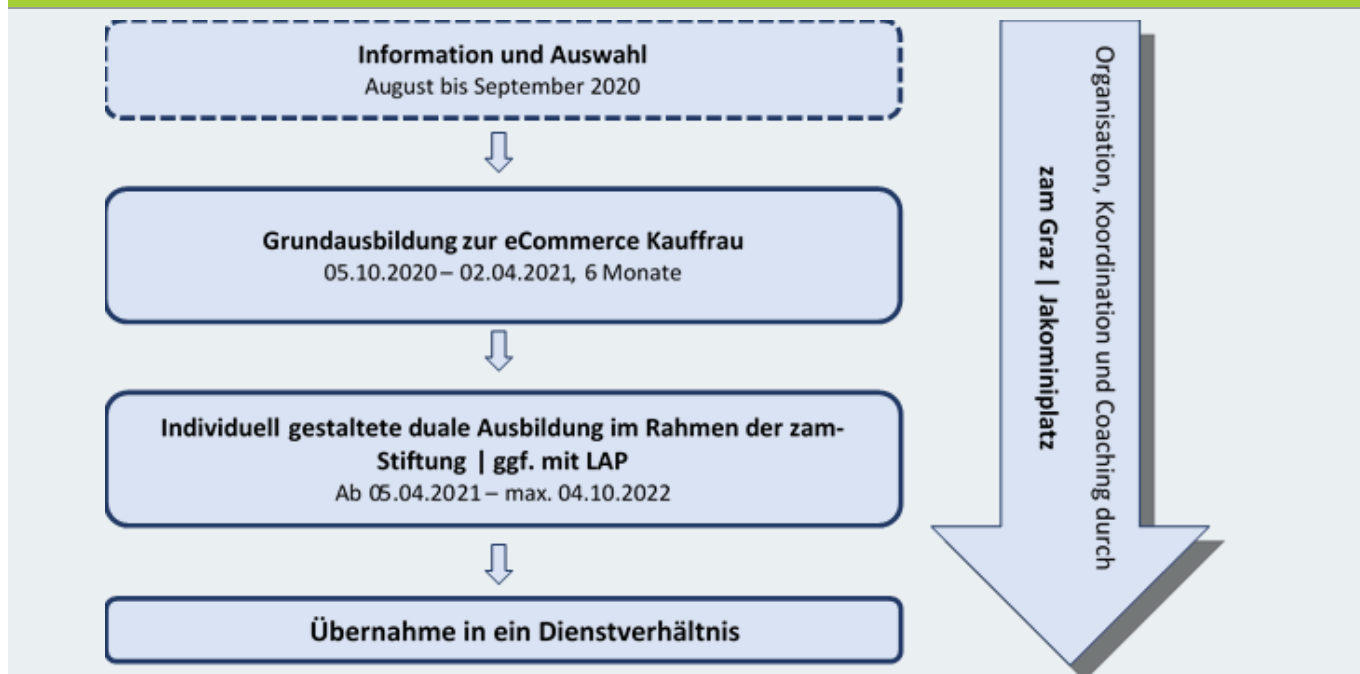 Information und Auswahl
August bis September 2020
Grundausbildung zur eCommerce Kauffrau
05.10.2020 – 02.04.2021, 6 Monate
Individuell gestaltete duale Ausbildung im Rahmen der zam-
Stiftung | ggf. mit LAP
Ab 05.04.2021 – max. 04.10.2022
Übernahme in ein Dienstverhältnis
Organisation, Koordination und Coaching durch
zam Graz | Jakominiplatz